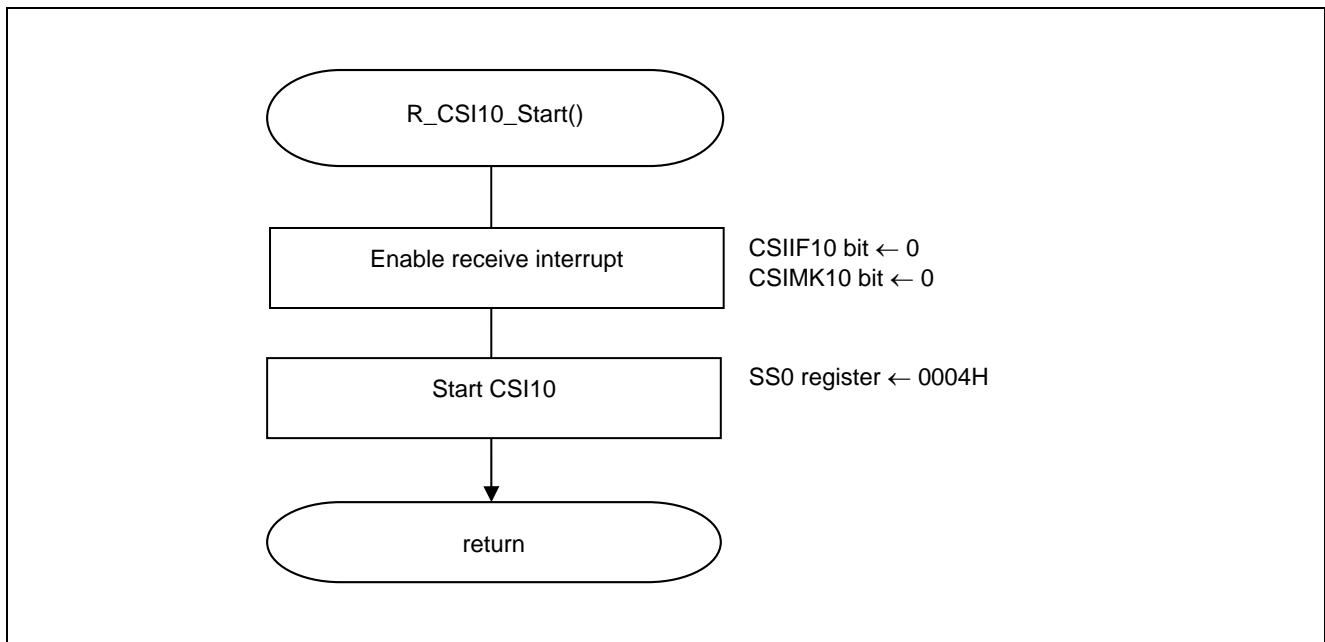 R_CSI10_Start()
Enable receive interrupt
CSIIF10 bit ← 0
CSIMK10 bit ← 0
Start CSI10
SS0 register ← 0004H
return